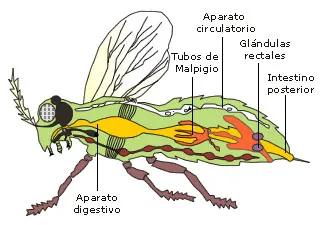 Aparato
circulatorio
Glándulas
rectales
Tubos de
Malpigio
Intestino
posterior
Aparato
digestivo